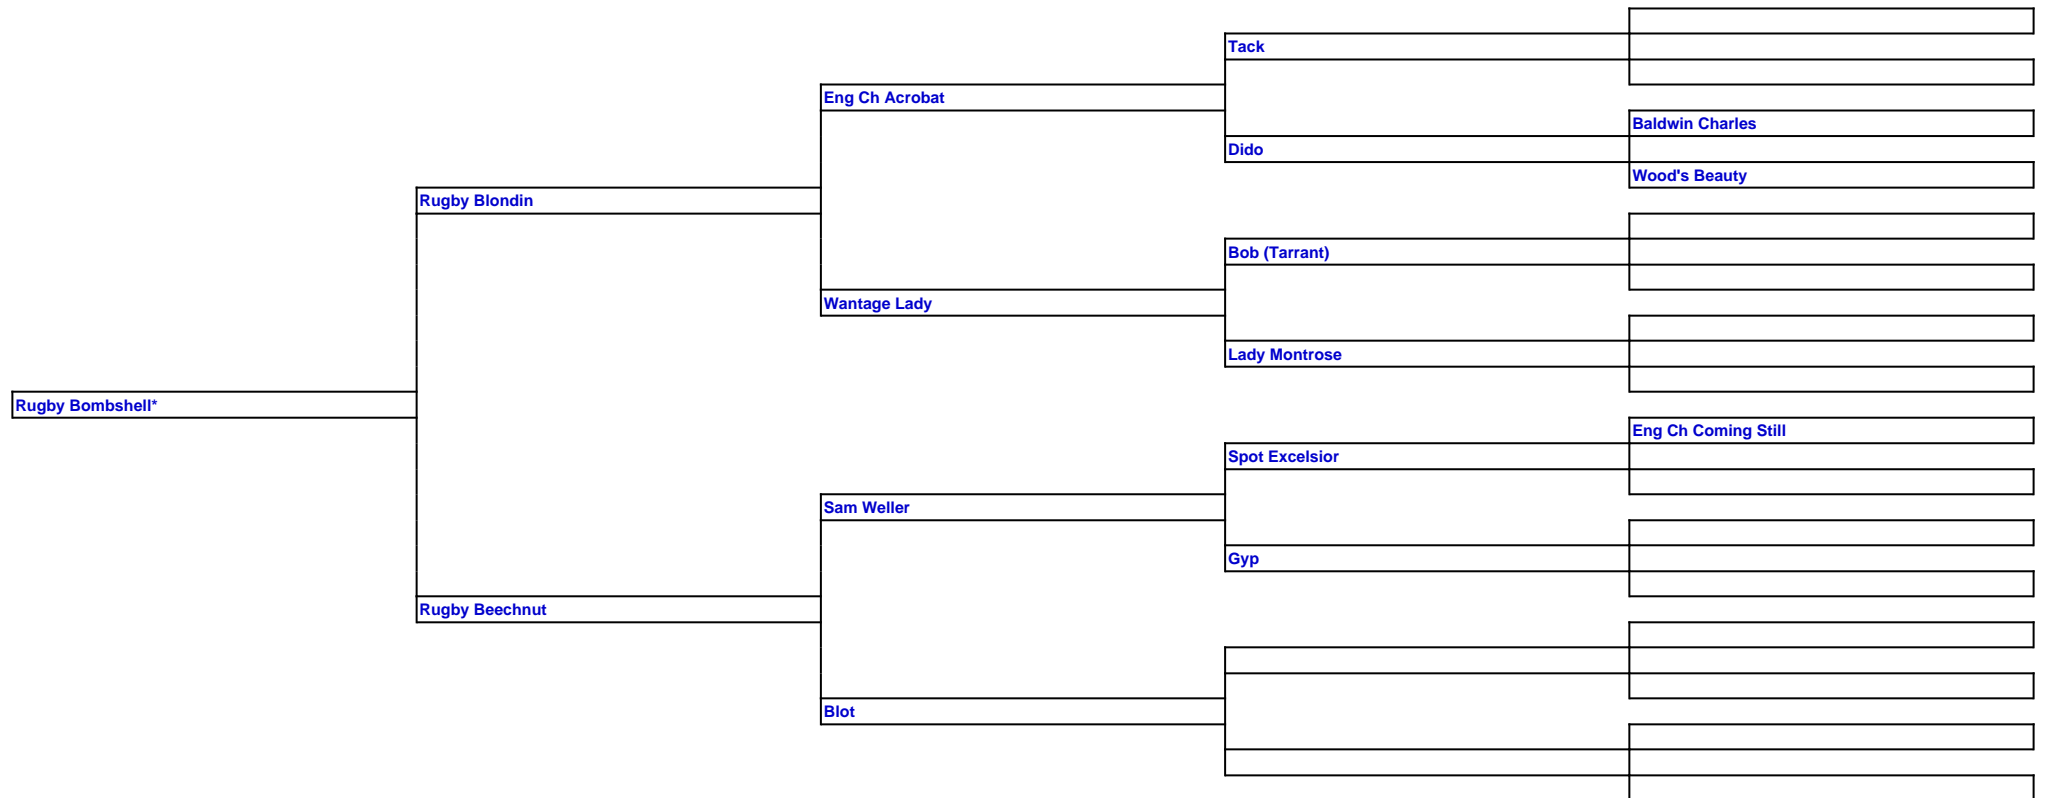 Tack
Eng Ch Acrobat
Baldwin Charles
Dido
Wood's Beauty
Rugby Blondin
Bob (Tarrant)
Wantage Lady
Lady Montrose
Rugby Bombshell*
Eng Ch Coming Still
Spot Excelsior
Sam Weller
Gyp
Rugby Beechnut
Blot